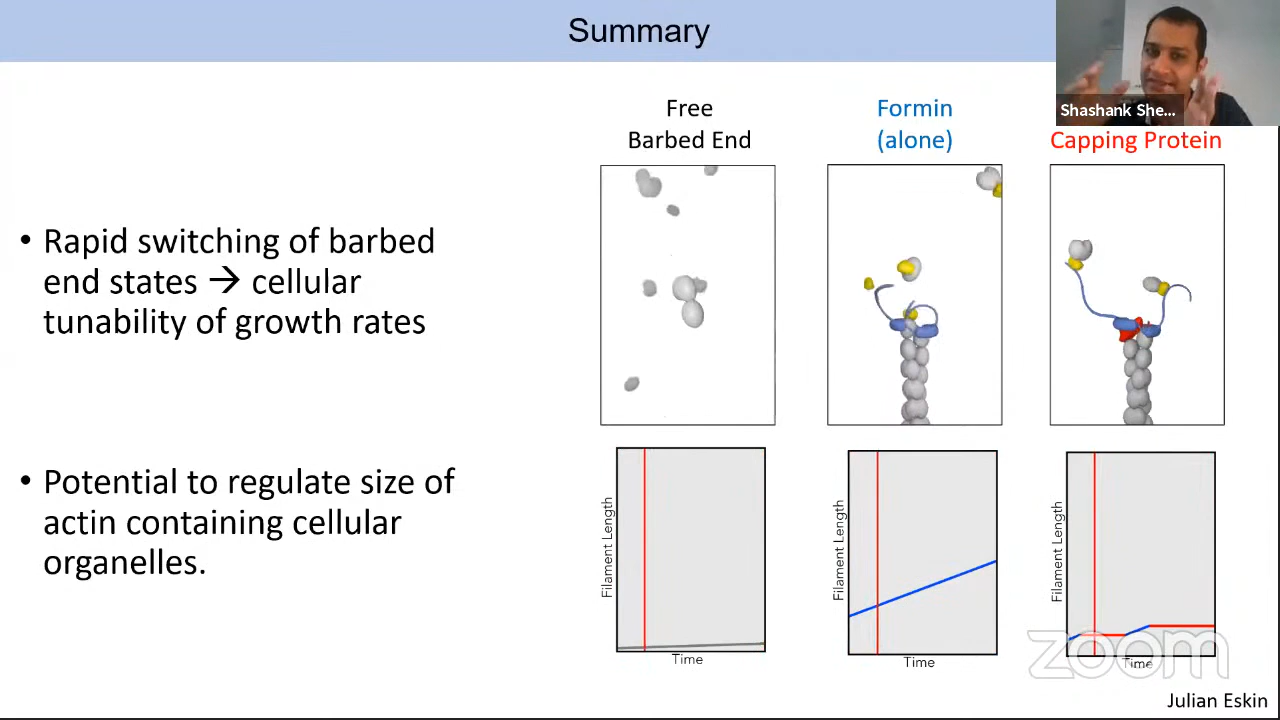 Summary
Shashank She...
Free
Barbed End
Formin
(alone)
Capping Protein
• Rapid switching of barbed
end states → cellular
tunability of growth rates
• Potential to regulate size of
actin containing cellular
organelles.
Filament Length
Time
Filament Length
Time
Filament Length
Time
zoom
Julian Eskin